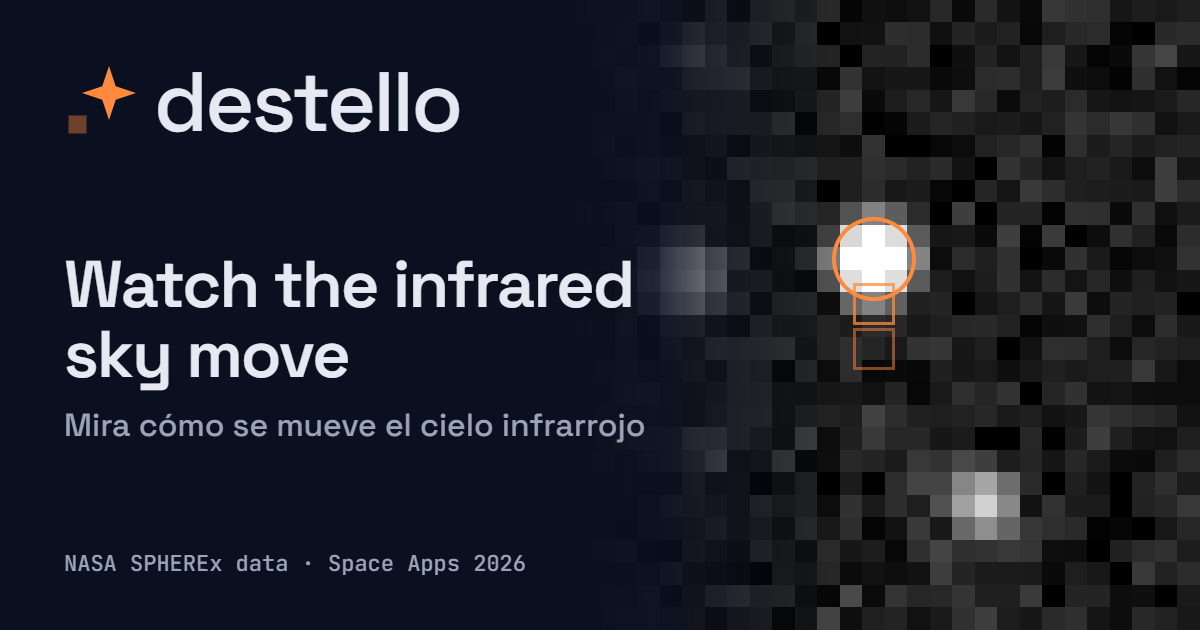 destello
Watch the infrared
sky move
Mira cómo se mueve el cielo infrarrojo
NASA SPHEREx data · Space Apps 2026